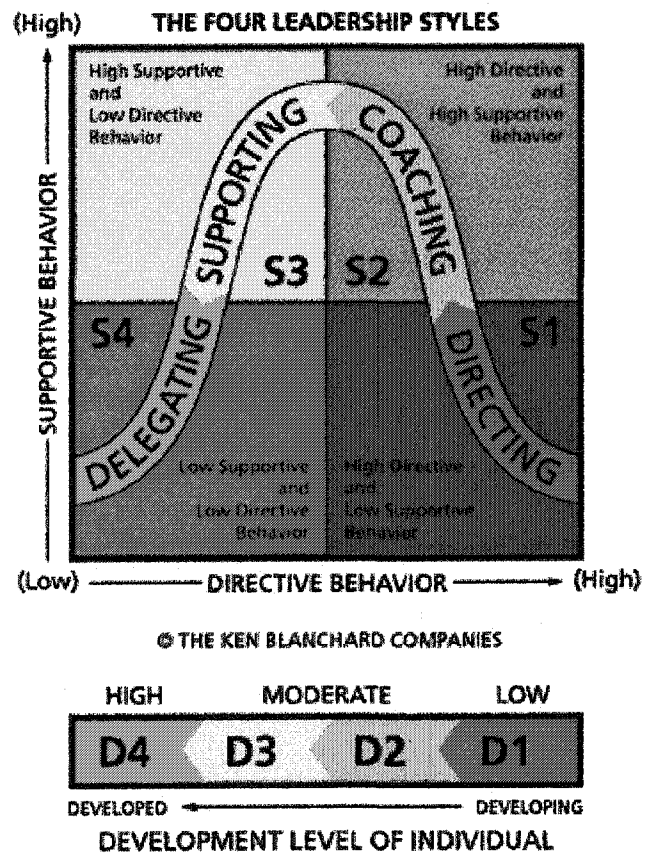 (High) THE FOUR LEADERSHIP STYLES
High Supportive
and
Low Directive
Behavior
High Directive
and
High Supportive
Behavior
SUPPORTING
COACHING
S3
S2
SUPPORTIVE BEHAVIOR
S4
S1
DELEGATING
DIRECTING
Low Supportive
and
Low Directive
Behavior
High Directive
and
Low Supportive
Behavior
(Low) DIRECTIVE BEHAVIOR (High)
© THE KEN BLANCHARD COMPANIES
HIGH MODERATE LOW
D4 D3 D2 D1
DEVELOPED DEVELOPING
DEVELOPMENT LEVEL OF INDIVIDUAL